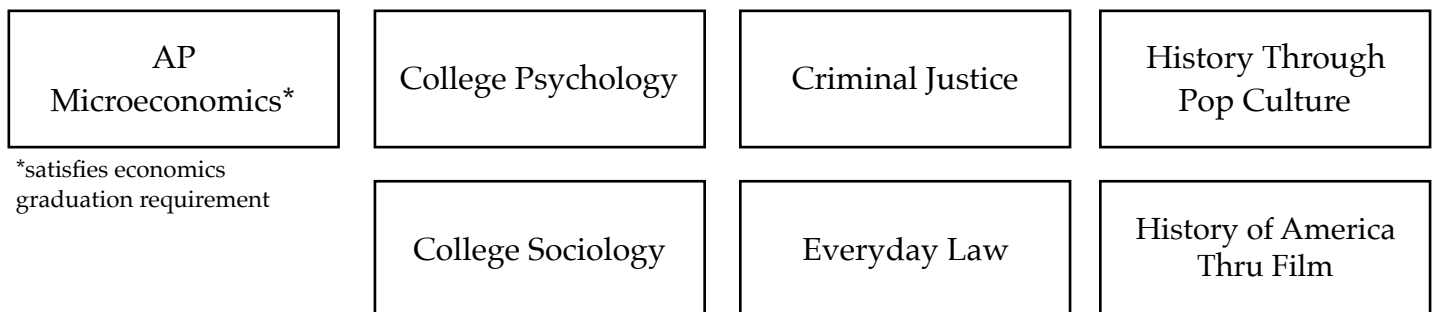 AP
Microeconomics*
College Psychology
Criminal Justice
History Through
Pop Culture
*satisfies economics
graduation requirement
College Sociology
Everyday Law
History of America
Thru Film